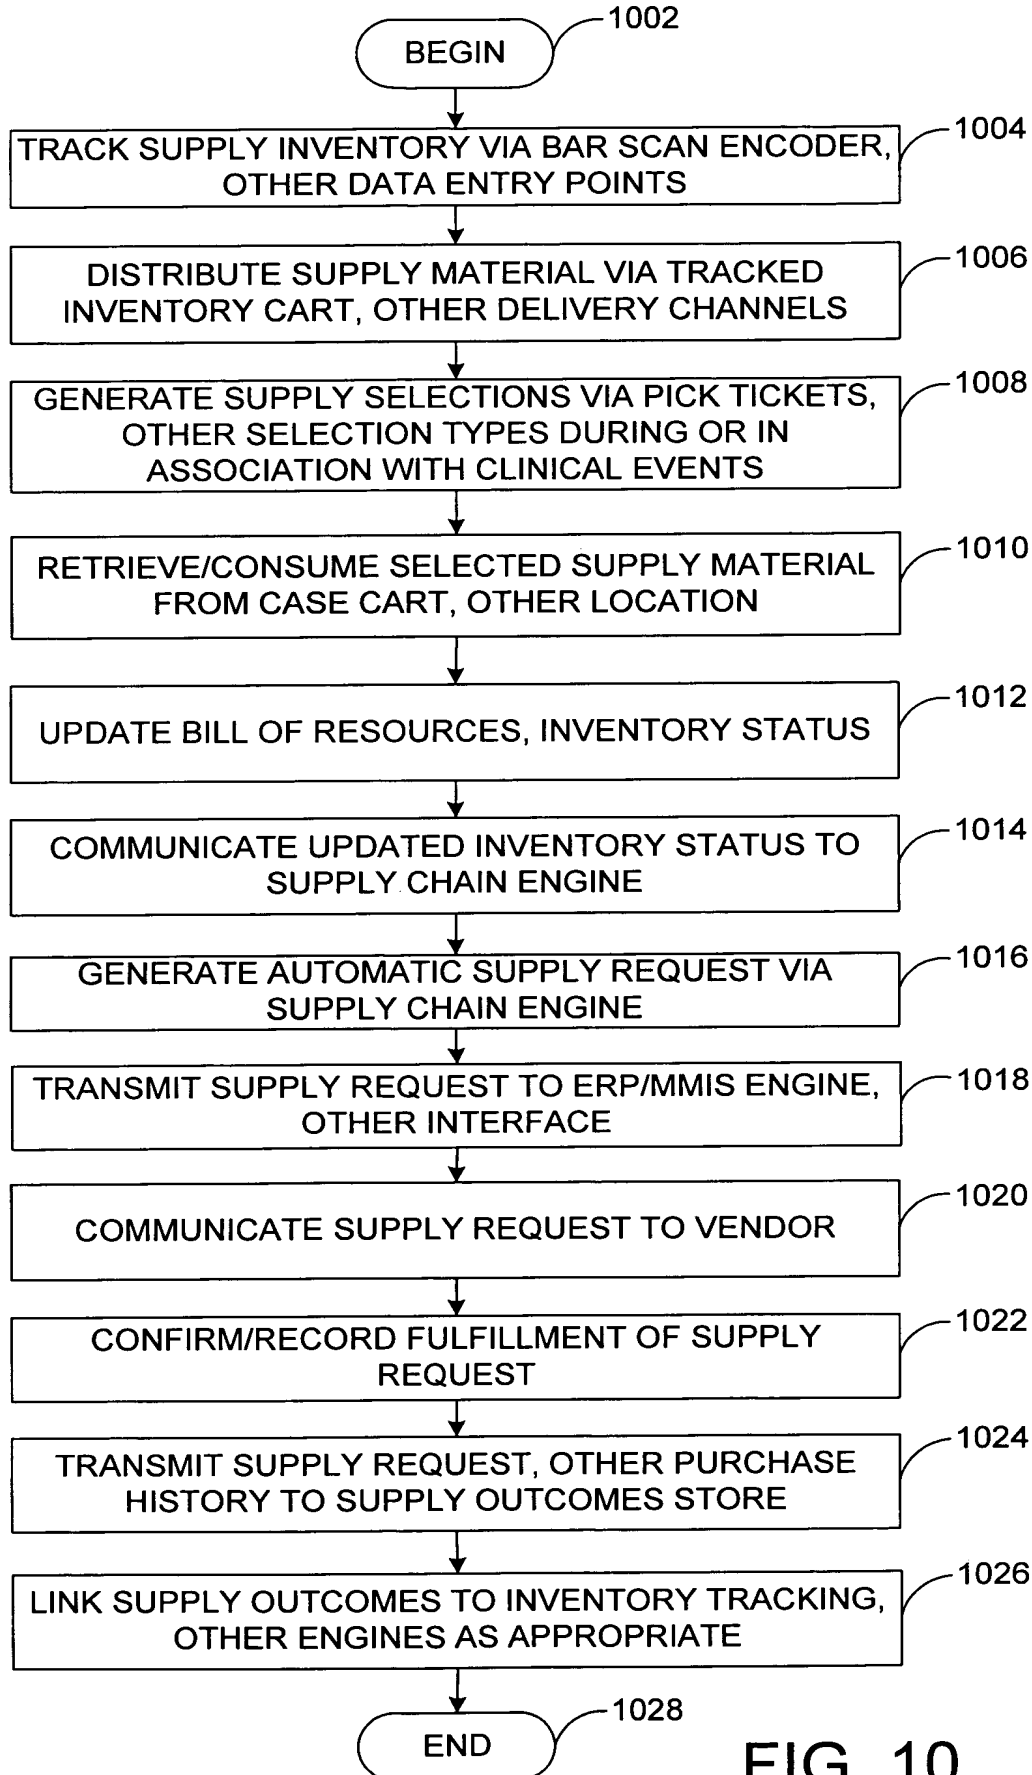 1002
BEGIN
1004
TRACK SUPPLY INVENTORY VIA BAR SCAN ENCODER,
OTHER DATA ENTRY POINTS
1006
DISTRIBUTE SUPPLY MATERIAL VIA TRACKED
INVENTORY CART, OTHER DELIVERY CHANNELS
1008
GENERATE SUPPLY SELECTIONS VIA PICK TICKETS,
OTHER SELECTION TYPES DURING OR IN
ASSOCIATION WITH CLINICAL EVENTS
1010
RETRIEVE/CONSUME SELECTED SUPPLY MATERIAL
FROM CASE CART, OTHER LOCATION
1012
UPDATE BILL OF RESOURCES, INVENTORY STATUS
1014
COMMUNICATE UPDATED INVENTORY STATUS TO
SUPPLY CHAIN ENGINE
1016
GENERATE AUTOMATIC SUPPLY REQUEST VIA
SUPPLY CHAIN ENGINE
1018
TRANSMIT SUPPLY REQUEST TO ERP/MMIS ENGINE,
OTHER INTERFACE
1020
COMMUNICATE SUPPLY REQUEST TO VENDOR
1022
CONFIRM/RECORD FULFILLMENT OF SUPPLY
REQUEST
1024
TRANSMIT SUPPLY REQUEST, OTHER PURCHASE
HISTORY TO SUPPLY OUTCOMES STORE
1026
LINK SUPPLY OUTCOMES TO INVENTORY TRACKING,
OTHER ENGINES AS APPROPRIATE
1028
END
FIG. 10